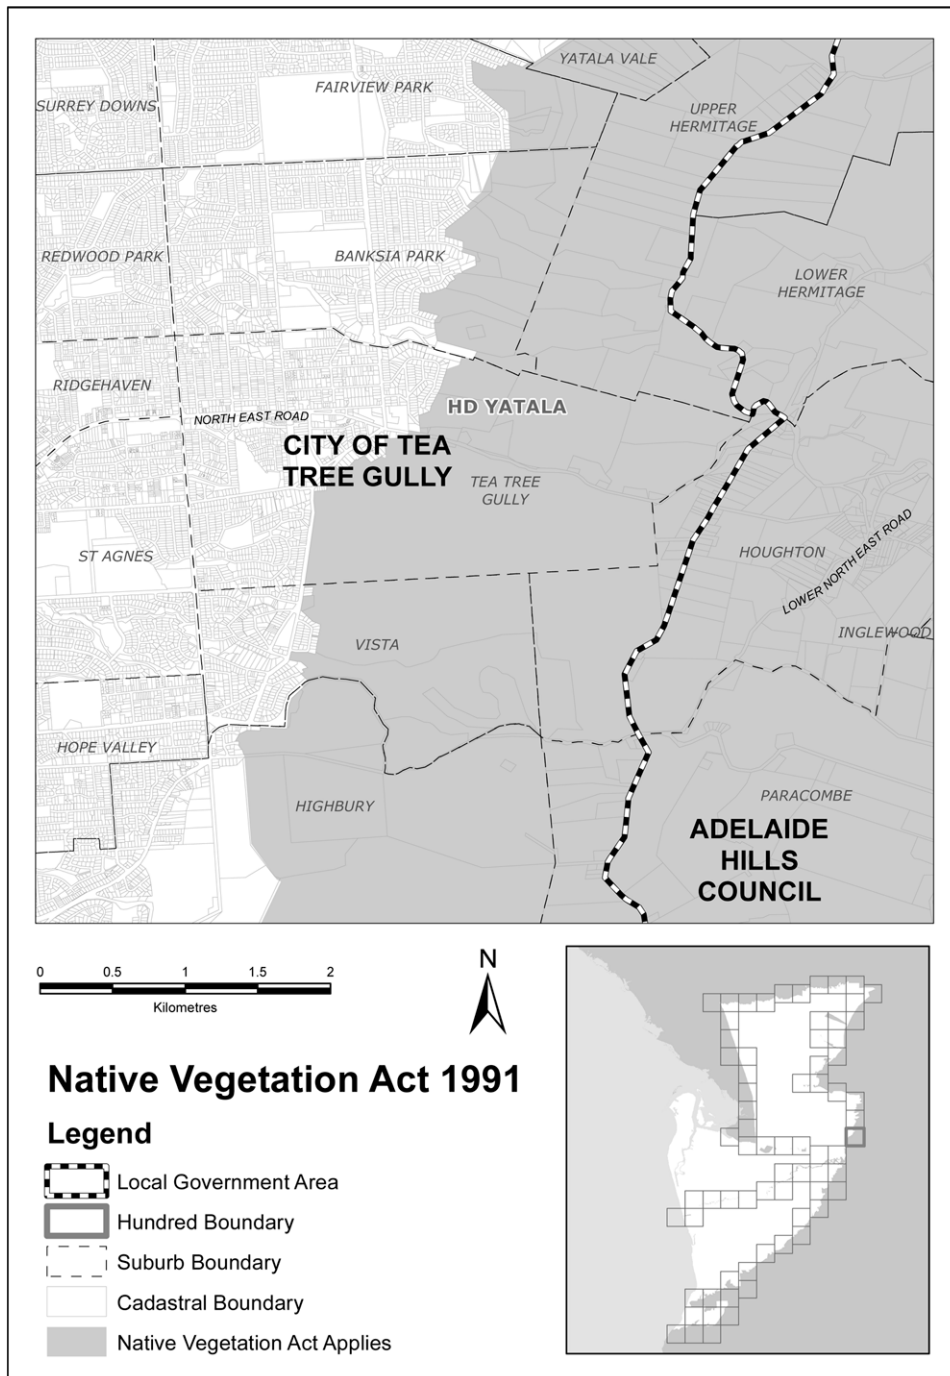 YATALA VALE
FAIRVIEW PARK
SURREY DOWNS
UPPER
HERMITAGE
REDWOOD PARK
BANKSIA PARK
LOWER
HERMITAGE
RIDGEHAVEN
NORTH EAST ROAD
HD YATALA
CITY OF TEA
TREE GULLY
TEA TREE
GULLY
ST AGNES
HOUGHTON
LOWER NORTH EAST ROAD
INGLEWOOD
VISTA
HOPE VALLEY
HIGHBURY
PARACOMBE
ADELAIDE
HILLS
COUNCIL
0 0.5 1 1.5 2
Kilometres
N
Native Vegetation Act 1991
Legend
Local Government Area
Hundred Boundary
Suburb Boundary
Cadastral Boundary
Native Vegetation Act Applies